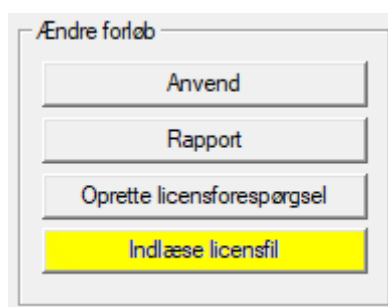 Ændre forløb
Anvend
Rapport
Oprette licensforespørgsel
Indlæse licensfil